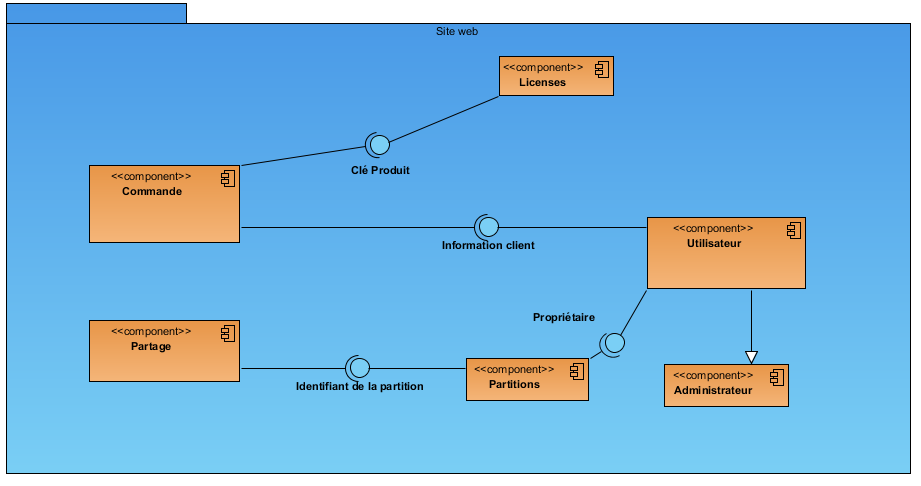 Site web
<<component>>
Licenses
Clé Produit
<<component>>
Commande
Information client
<<component>>
Utilisateur
Propriétaire
<<component>>
Partage
Identifiant de la partition
<<component>>
Partitions
<<component>>
Administrateur